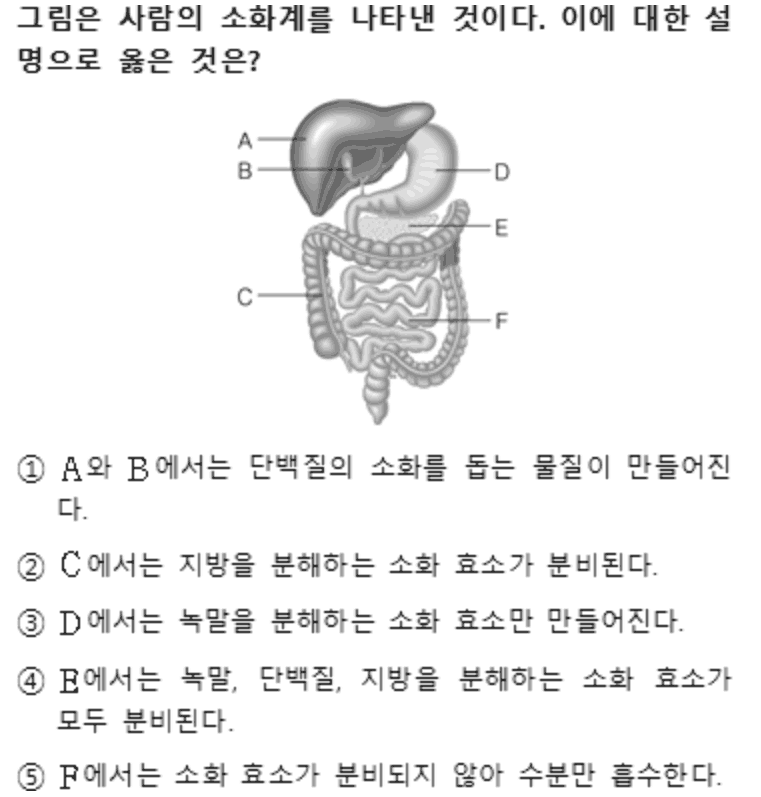 그림은 사람의 소화계를 나타낸 것이다. 이에 대한 설
명으로 옳은 것은?
A
B
D
E
C
F
① A와 B에서는 단백질의 소화를 돕는 물질이 만들어진
다.
② C에서는 지방을 분해하는 소화 효소가 분비된다.
③ D에서는 녹말을 분해하는 소화 효소만 만들어진다.
④ E에서는 녹말, 단백질, 지방을 분해하는 소화 효소가
모두 분비된다.
⑤ F에서는 소화 효소가 분비되지 않아 수분만 흡수한다.